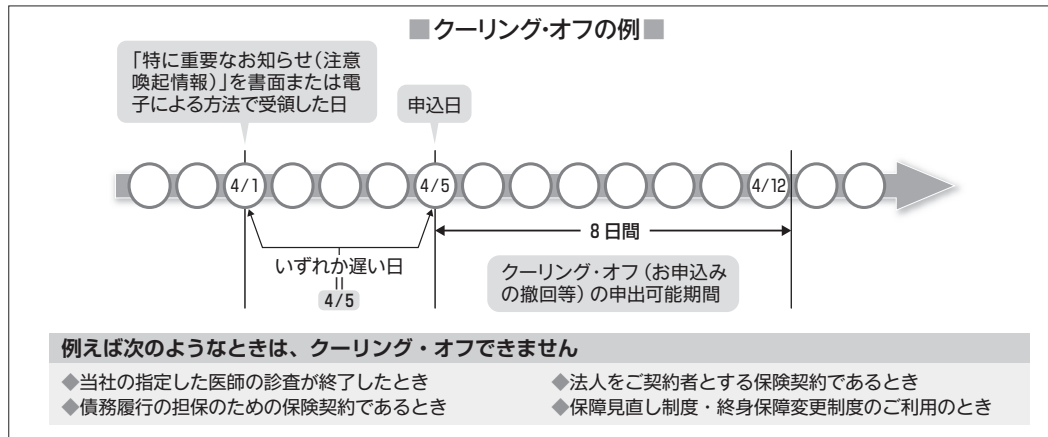 ■クーリング・オフの例■
「特に重要なお知らせ(注意
喚起情報)」を書面または電
子による方法で受領した日
申込日
4/1
4/5
4/12
8日間
いずれか遅い日
=
4/5
クーリング・オフ(お申込み
の撤回等)の申出可能期間
例えば次のようなときは、クーリング・オフできません
◆当社の指定した医師の診査が終了したとき
◆法人をご契約者とする保険契約であるとき
◆債務履行の担保のための保険契約であるとき
◆保障見直し制度・終身保障変更制度のご利用のとき